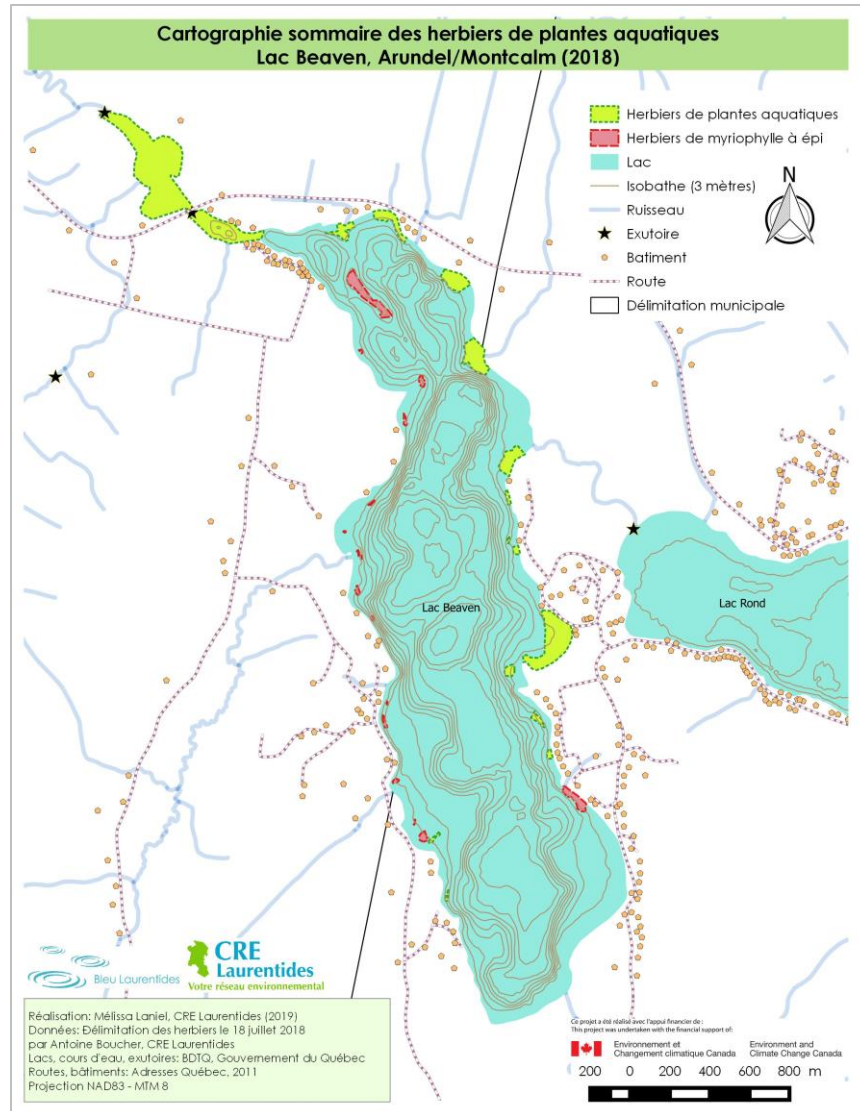 Cartographie sommaire des herbiers de plantes aquatiques
Lac Beaven, Arundel/Montcalm (2018)
Herbiers de plantes aquatiques
Herbiers de myriophylle à épi
Lac
Isobathe (3 mètres)
Ruisseau
Exutoire
Batiment
Route
Délimitation municipale
N
Lac Beaven
Lac Rond
Bleu Laurentides
CRE
Laurentides
Votre réseau environnemental
Réalisation: Mélissa Laniel, CRE Laurentides (2019)
Données: Délimitation des herbiers le 18 juillet 2018
par Antoine Boucher, CRE Laurentides
Lacs, cours d'eau, exutoires: BDTQ, Gouvernement du Québec
Routes, bâtiments: Adresses Québec, 2011
Projection NAD83 - MTM 8
Ce projet a été réalisé avec l'appui financier de :
This project was undertaken with the financial support of:
Environnement et Environment and
Changement climatique Canada Climate Change Canada
200 0 200 400 600 800 m